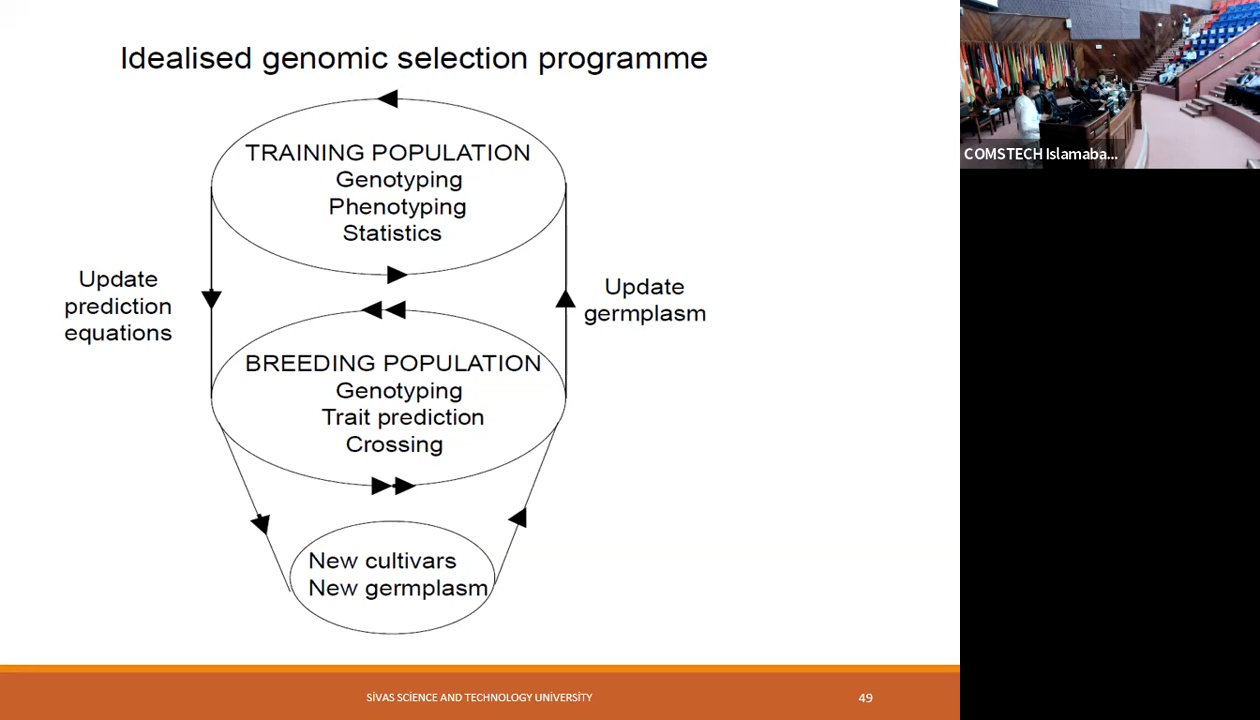 Idealised genomic selection programme
TRAINING POPULATION
Genotyping
Phenotyping
Statistics
Update
prediction
equations
Update
germplasm
BREEDING POPULATION
Genotyping
Trait prediction
Crossing
New cultivars
New germplasm
SİVAS SCİENCE AND TECHNOLOGY UNİVERSİTY
49
COMSTECH Islamaba...